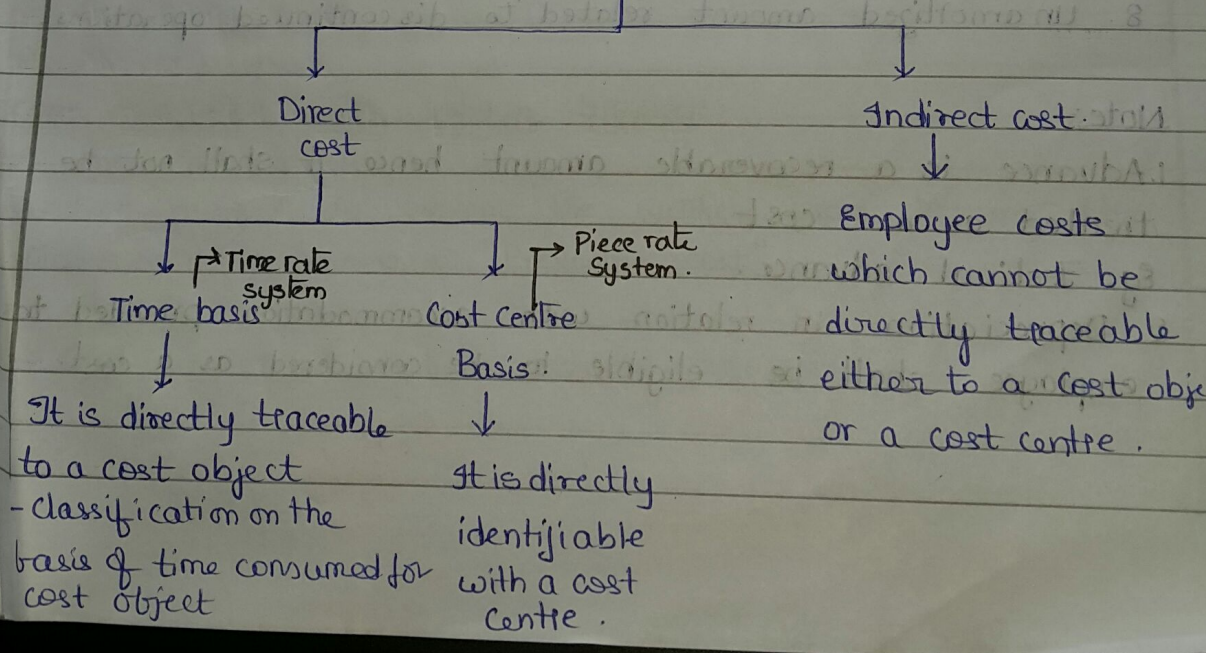 Direct
cost
Time rate
system
Time basis
It is directly traceable
to a cost object
- Classification on the
basis of time consumed for
cost object
Piece rate
System.
Cost centre
Basis.
It is directly
identifiable
with a cost
centre.
Indirect cost.
Employee costs
which cannot be
directly traceable
either to a cost obje
or a cost centre.